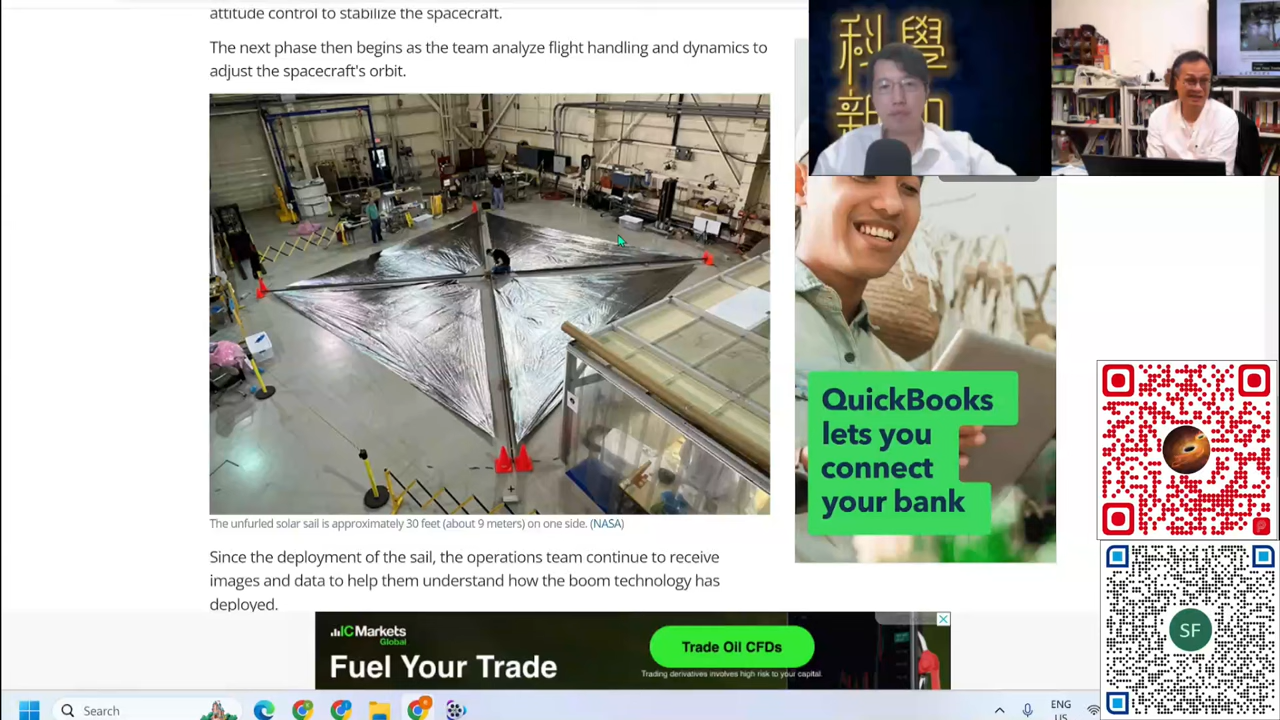 attitude control to stabilize the spacecraft.
The next phase then begins as the team analyze flight handling and dynamics to
adjust the spacecraft's orbit.
科學
新知
The unfurled solar sail is approximately 30 feet (about 9 meters) on one side. (NASA)
Since the deployment of the sail, the operations team continue to receive
images and data to help them understand how the boom technology has
deployed.
QuickBooks
lets you
connect
your bank
ICMarkets
Global
Fuel Your Trade
Trade Oil CFDs
Trading derivatives involves high risk to your capital.
SF
Search
ENG
US